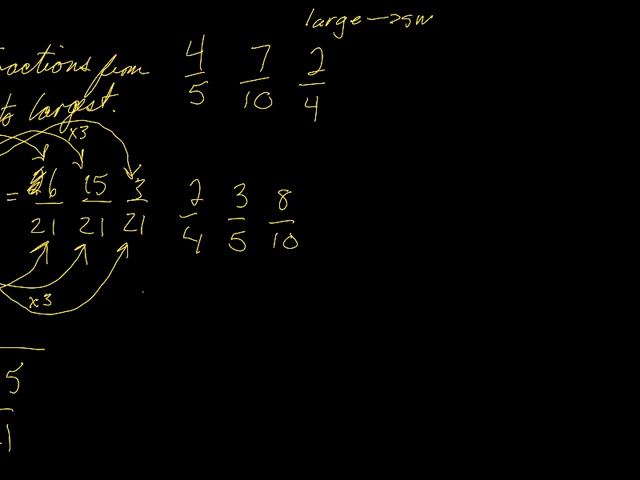 large → sm
actions from 4/5 7/10 2/4
to largest.
x3
= 6/21 15/21 3/21 2/4 3/5 8/10
x3
5